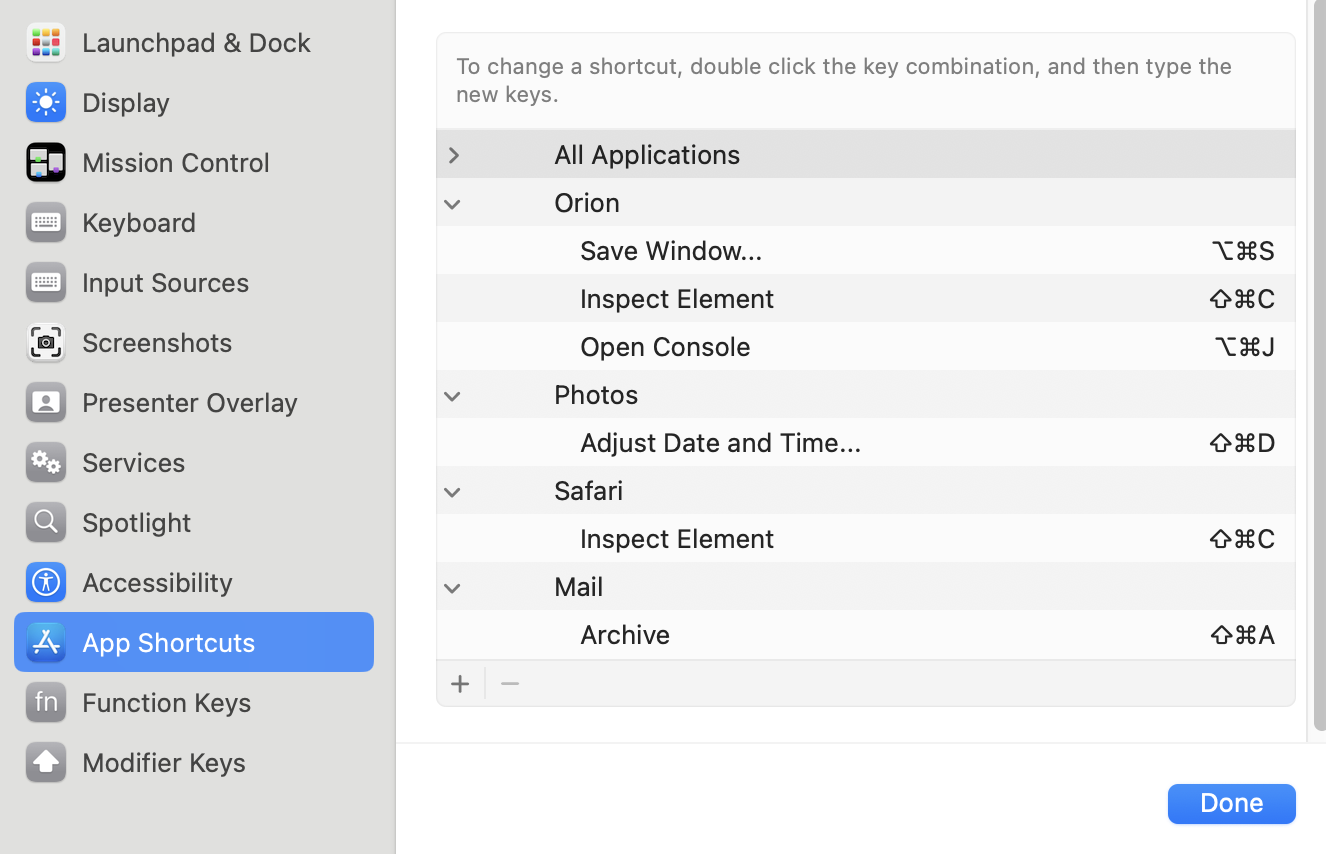 Launchpad & Dock
Display
Mission Control
Keyboard
Input Sources
Screenshots
Presenter Overlay
Services
Spotlight
Accessibility
App Shortcuts
fn Function Keys
Modifier Keys
To change a shortcut, double click the key combination, and then type the
new keys.
All Applications
Orion
Save Window... ⌥⌘S
Inspect Element ⇧⌘C
Open Console ⌥⌘J
Photos
Adjust Date and Time... ⇧⌘D
Safari
Inspect Element ⇧⌘C
Mail
Archive ⇧⌘A
Done